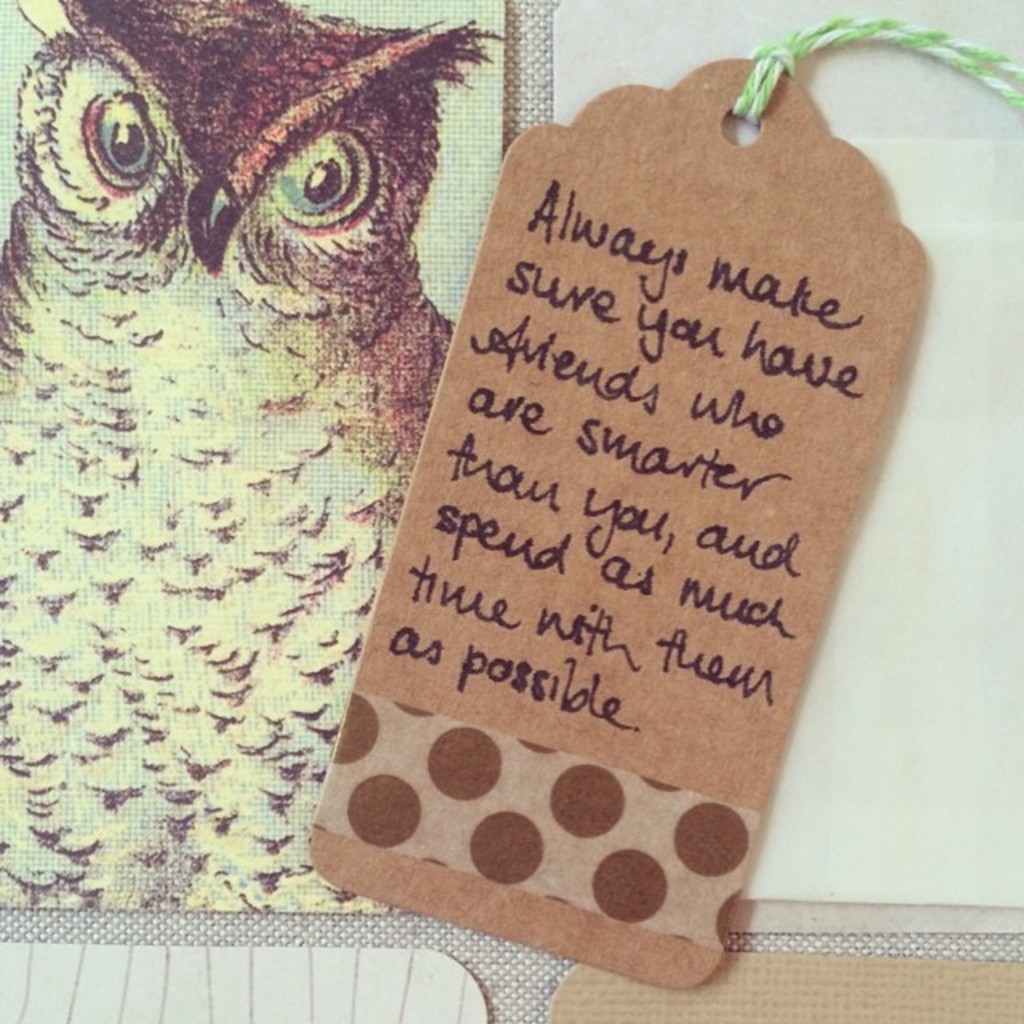 Always make
sure you have
friends who
are smarter
than you, and
spend as much
time with them
as possible.